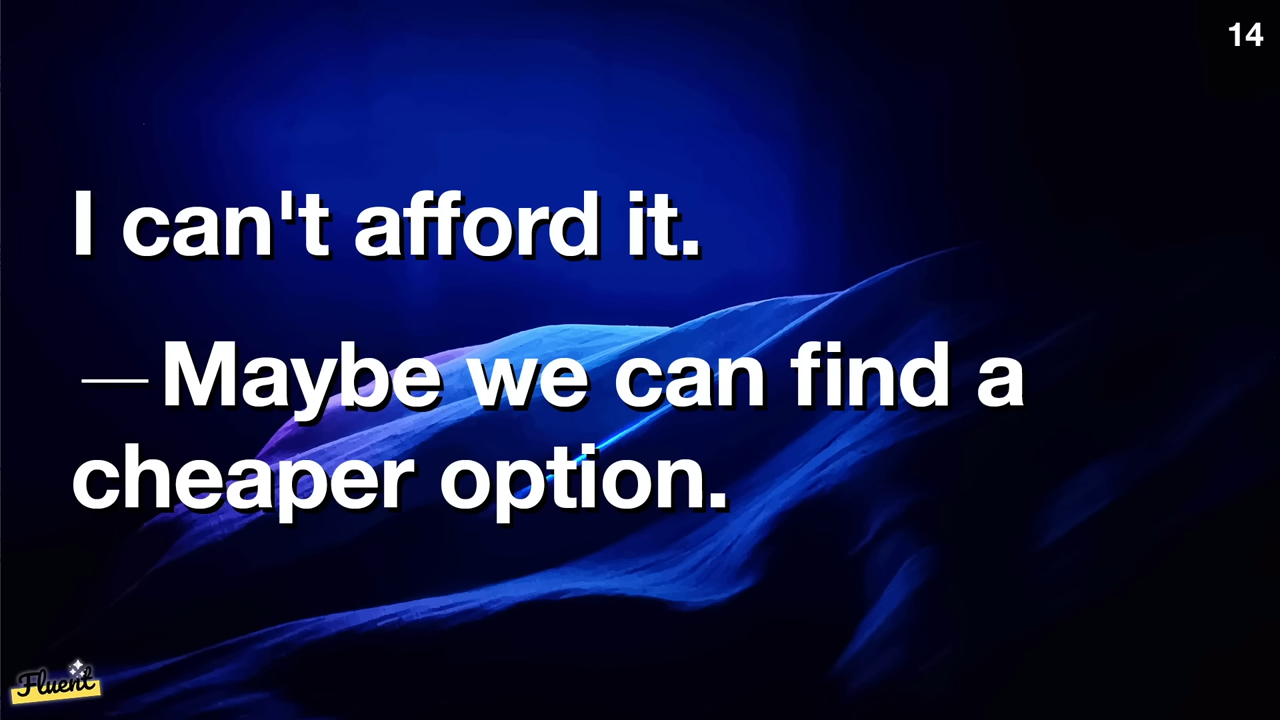 14
I can't afford it.
— Maybe we can find a
cheaper option.
Fluent